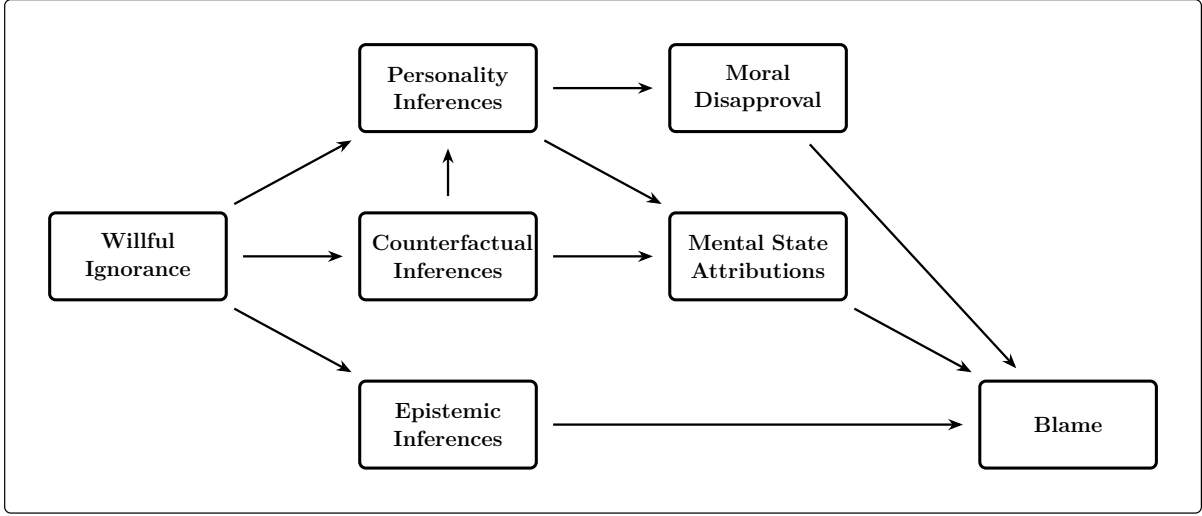 Personality
Inferences
Moral
Disapproval
Willful
Ignorance
Counterfactual
Inferences
Mental State
Attributions
Epistemic
Inferences
Blame